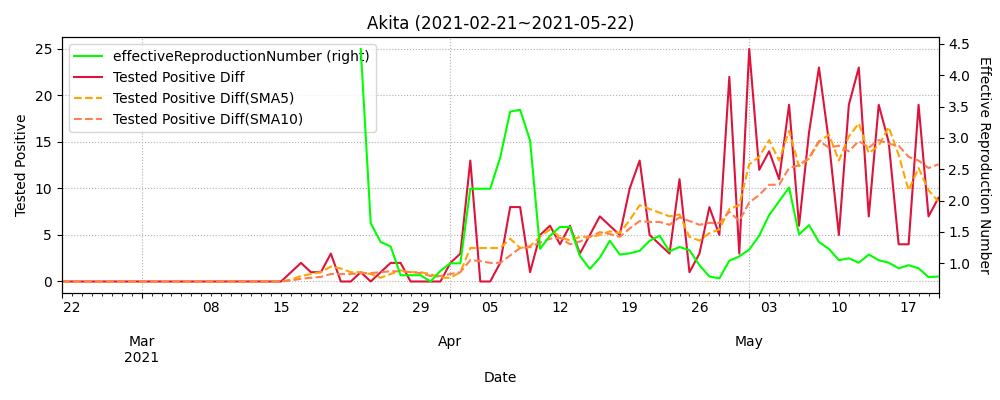 Akita (2021-02-21~2021-05-22)
effectiveReproductionNumber (right)
Tested Positive Diff
Tested Positive Diff(SMA5)
Tested Positive Diff(SMA10)
Tested Positive
25
20
15
10
5
0
4.5
4.0
3.5
3.0
2.5
2.0
1.5
1.0
Effective Reproduction Number
22 08 15 22 29 05 12 19 26 03 10 17
Mar Apr May
2021
Date